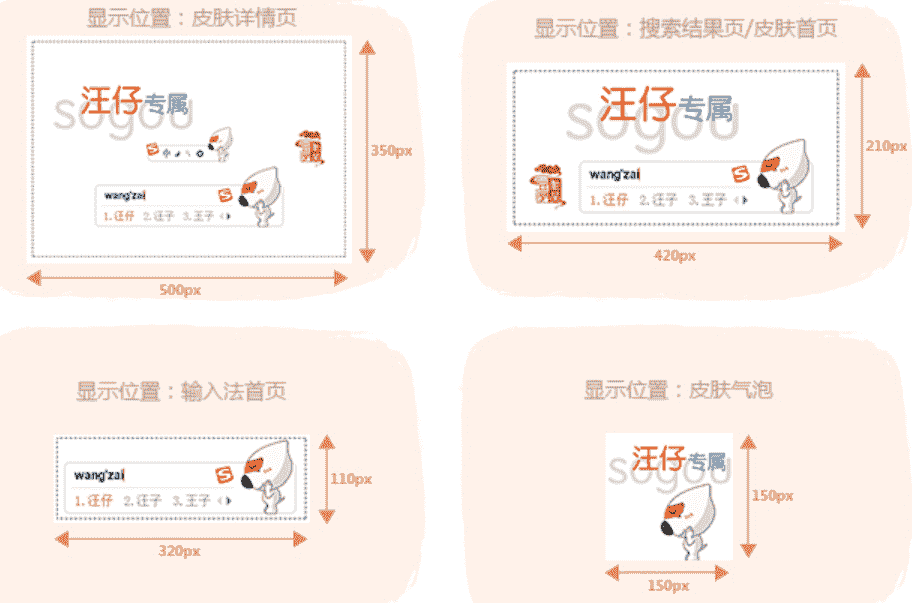 显示位置：皮肤详情页
sogou
汪仔专属
S 中
wang'zai
S
1.汪仔 2.汪子 3.王子
350px
500px
显示位置：搜索结果页/皮肤首页
sogou
汪仔专属
wang'zai
S
1.汪仔 2.汪子 3.王子
210px
420px
显示位置：输入法首页
wang'zai
S
1.汪仔 2.汪子 3.王子
110px
320px
显示位置：皮肤气泡
sogou
汪仔专属
150px
150px